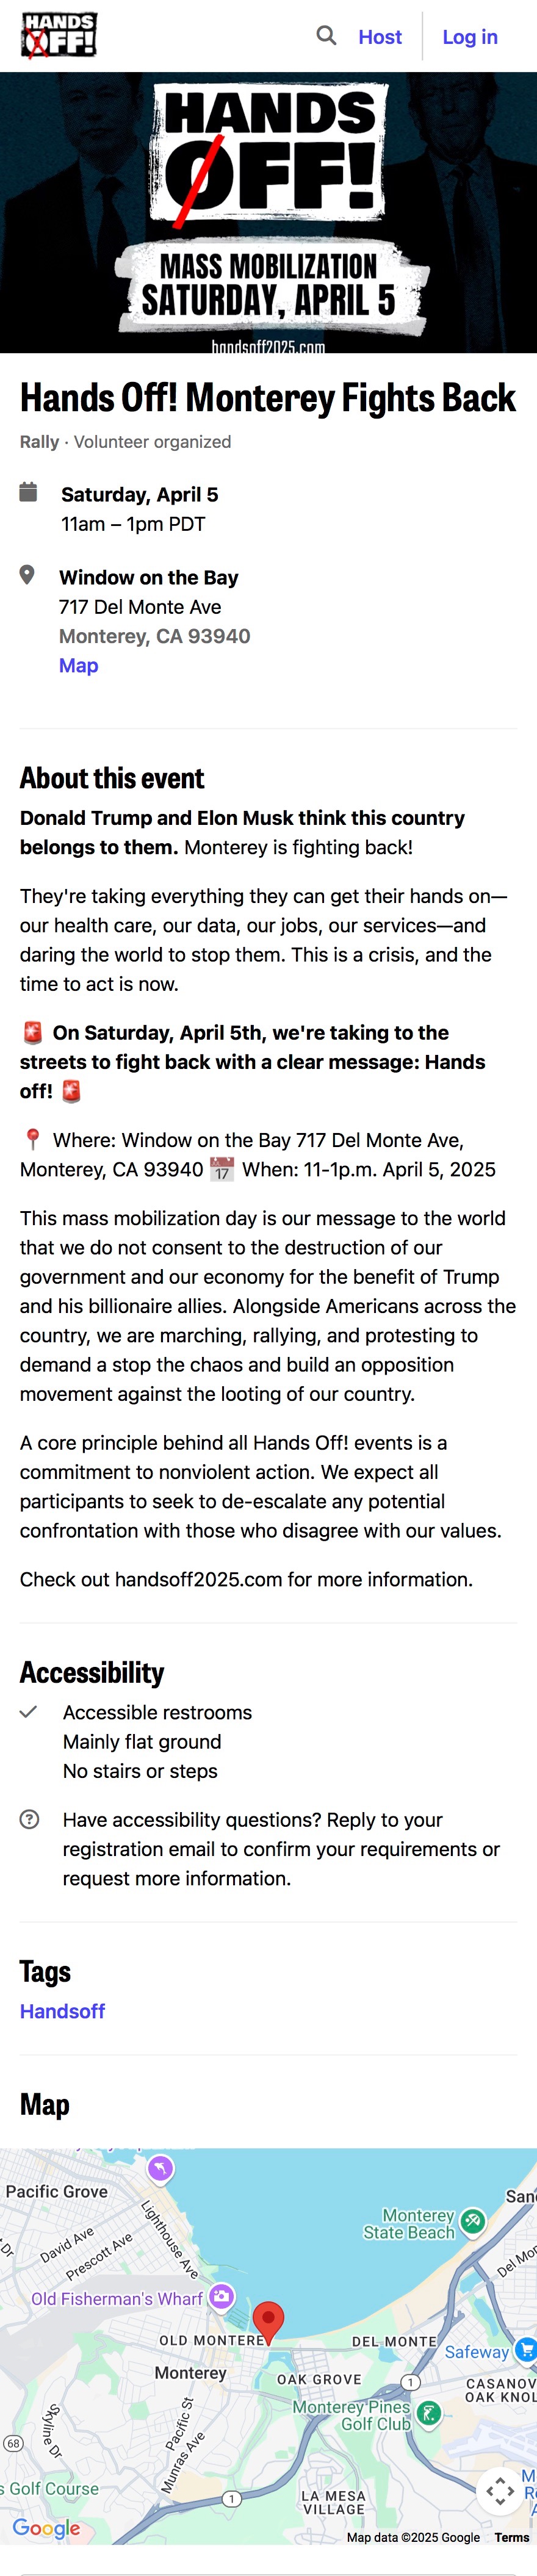 HANDS
OFF!
Host
Log in
HANDS
OFF!
MASS MOBILIZATION
SATURDAY, APRIL 5
handsoff2025.com
Hands Off! Monterey Fights Back
Rally · Volunteer organized
Saturday, April 5
11am – 1pm PDT
Window on the Bay
717 Del Monte Ave
Monterey, CA 93940
Map
About this event
Donald Trump and Elon Musk think this country
belongs to them. Monterey is fighting back!
They're taking everything they can get their hands on—
our health care, our data, our jobs, our services—and
daring the world to stop them. This is a crisis, and the
time to act is now.
🚨 On Saturday, April 5th, we're taking to the
streets to fight back with a clear message: Hands
off! 🚨
📍 Where: Window on the Bay 717 Del Monte Ave,
Monterey, CA 93940 📅 When: 11-1p.m. April 5, 2025
This mass mobilization day is our message to the world
that we do not consent to the destruction of our
government and our economy for the benefit of Trump
and his billionaire allies. Alongside Americans across the
country, we are marching, rallying, and protesting to
demand a stop the chaos and build an opposition
movement against the looting of our country.
A core principle behind all Hands Off! events is a
commitment to nonviolent action. We expect all
participants to seek to de-escalate any potential
confrontation with those who disagree with our values.
Check out handsoff2025.com for more information.
Accessibility
Accessible restrooms
Mainly flat ground
No stairs or steps
Have accessibility questions? Reply to your
registration email to confirm your requirements or
request more information.
Tags
Handsoff
Map
Pacific Grove
San
Monterey
State Beach
Lighthouse Ave
David Ave
Prescott Ave
t Dr
Del Mon
Old Fisherman's Wharf
OLD MONTERE
DEL MONTE
Safeway
Monterey
OAK GROVE
1
CASANOV
OAK KNOL
Monterey Pines
Golf Club
Pacific St
Skyline Dr
68
Munras Ave
s Golf Course
1
LA MESA
VILLAGE
M
R
Google
Map data ©2025 Google
Terms